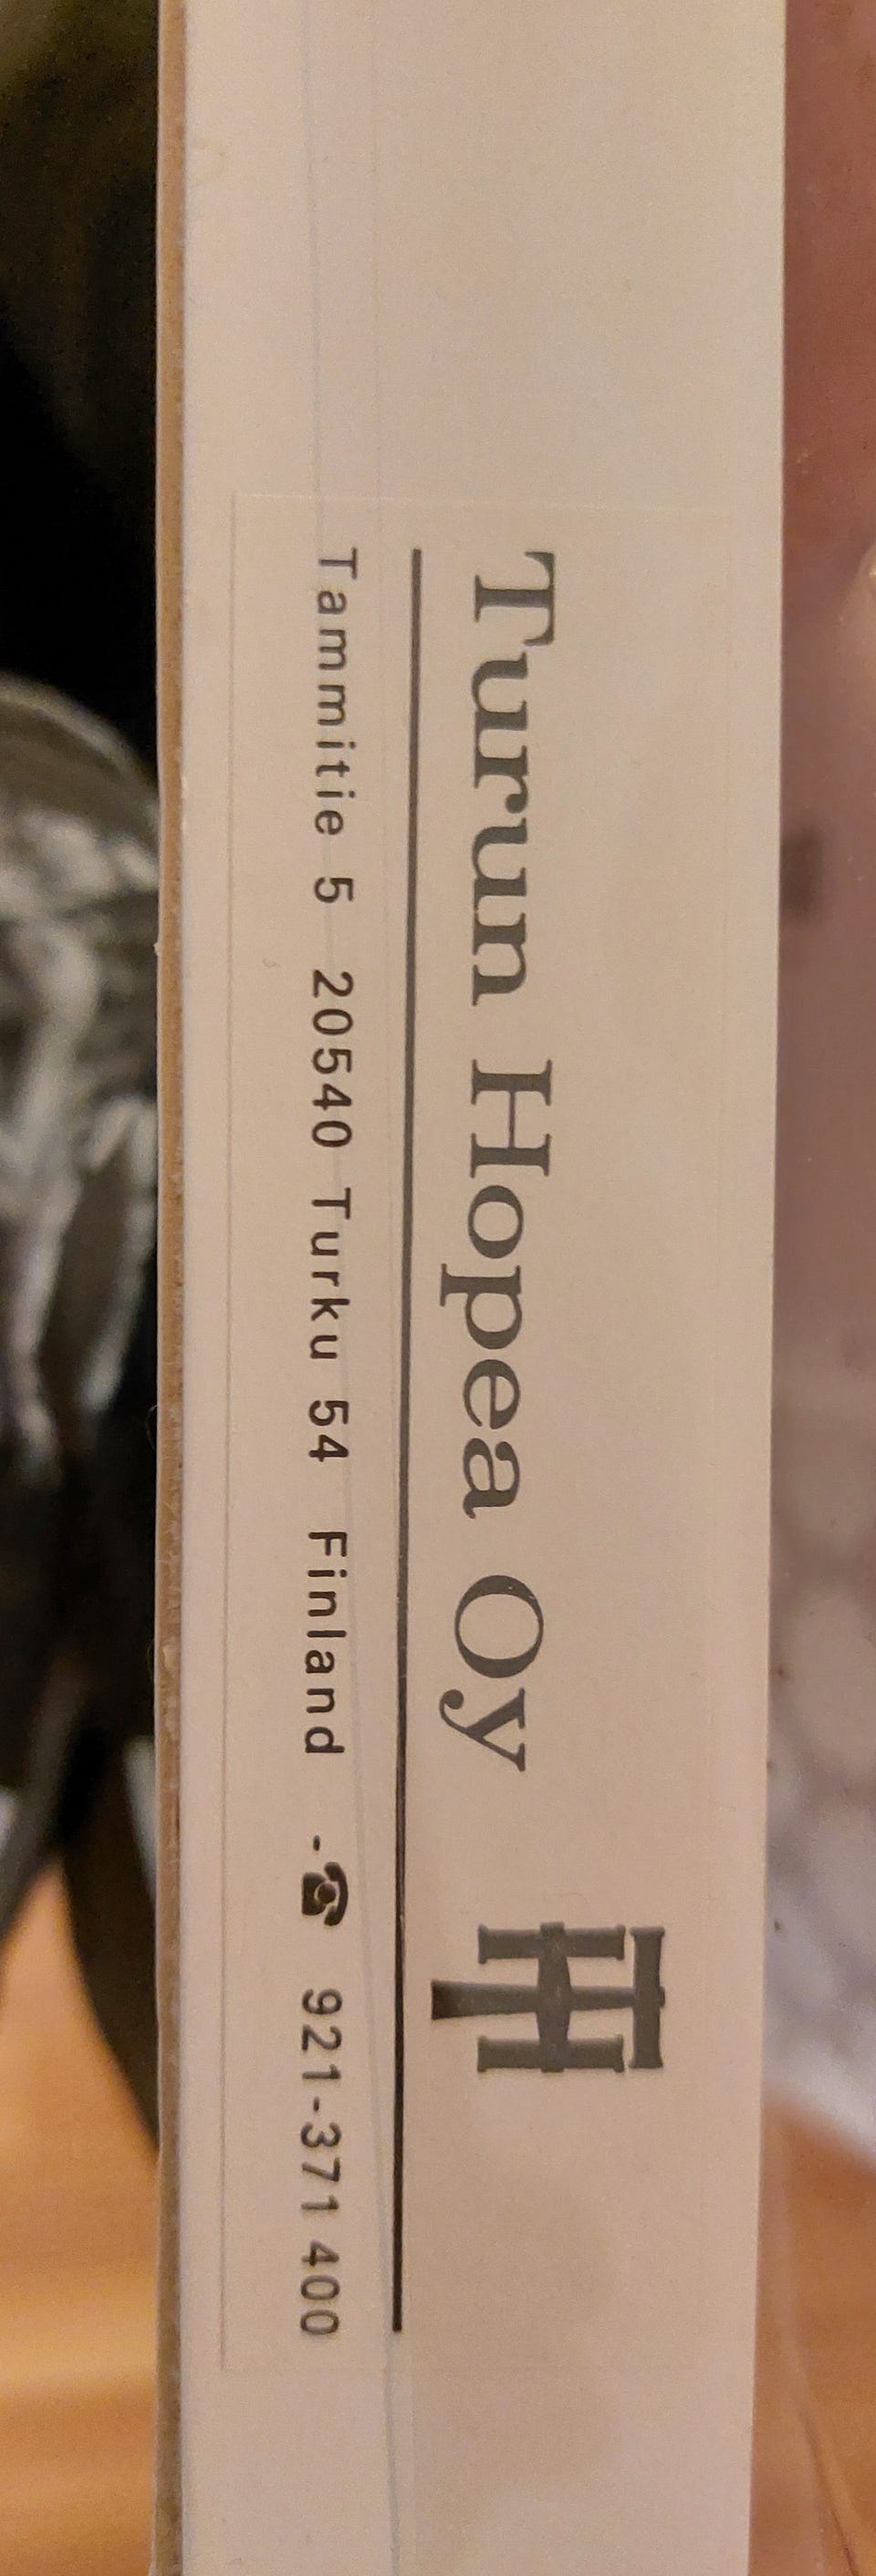 Turun Hopea Oy
Tammitie 5 20540 Turku 54 Finland -☎ 921-371 400